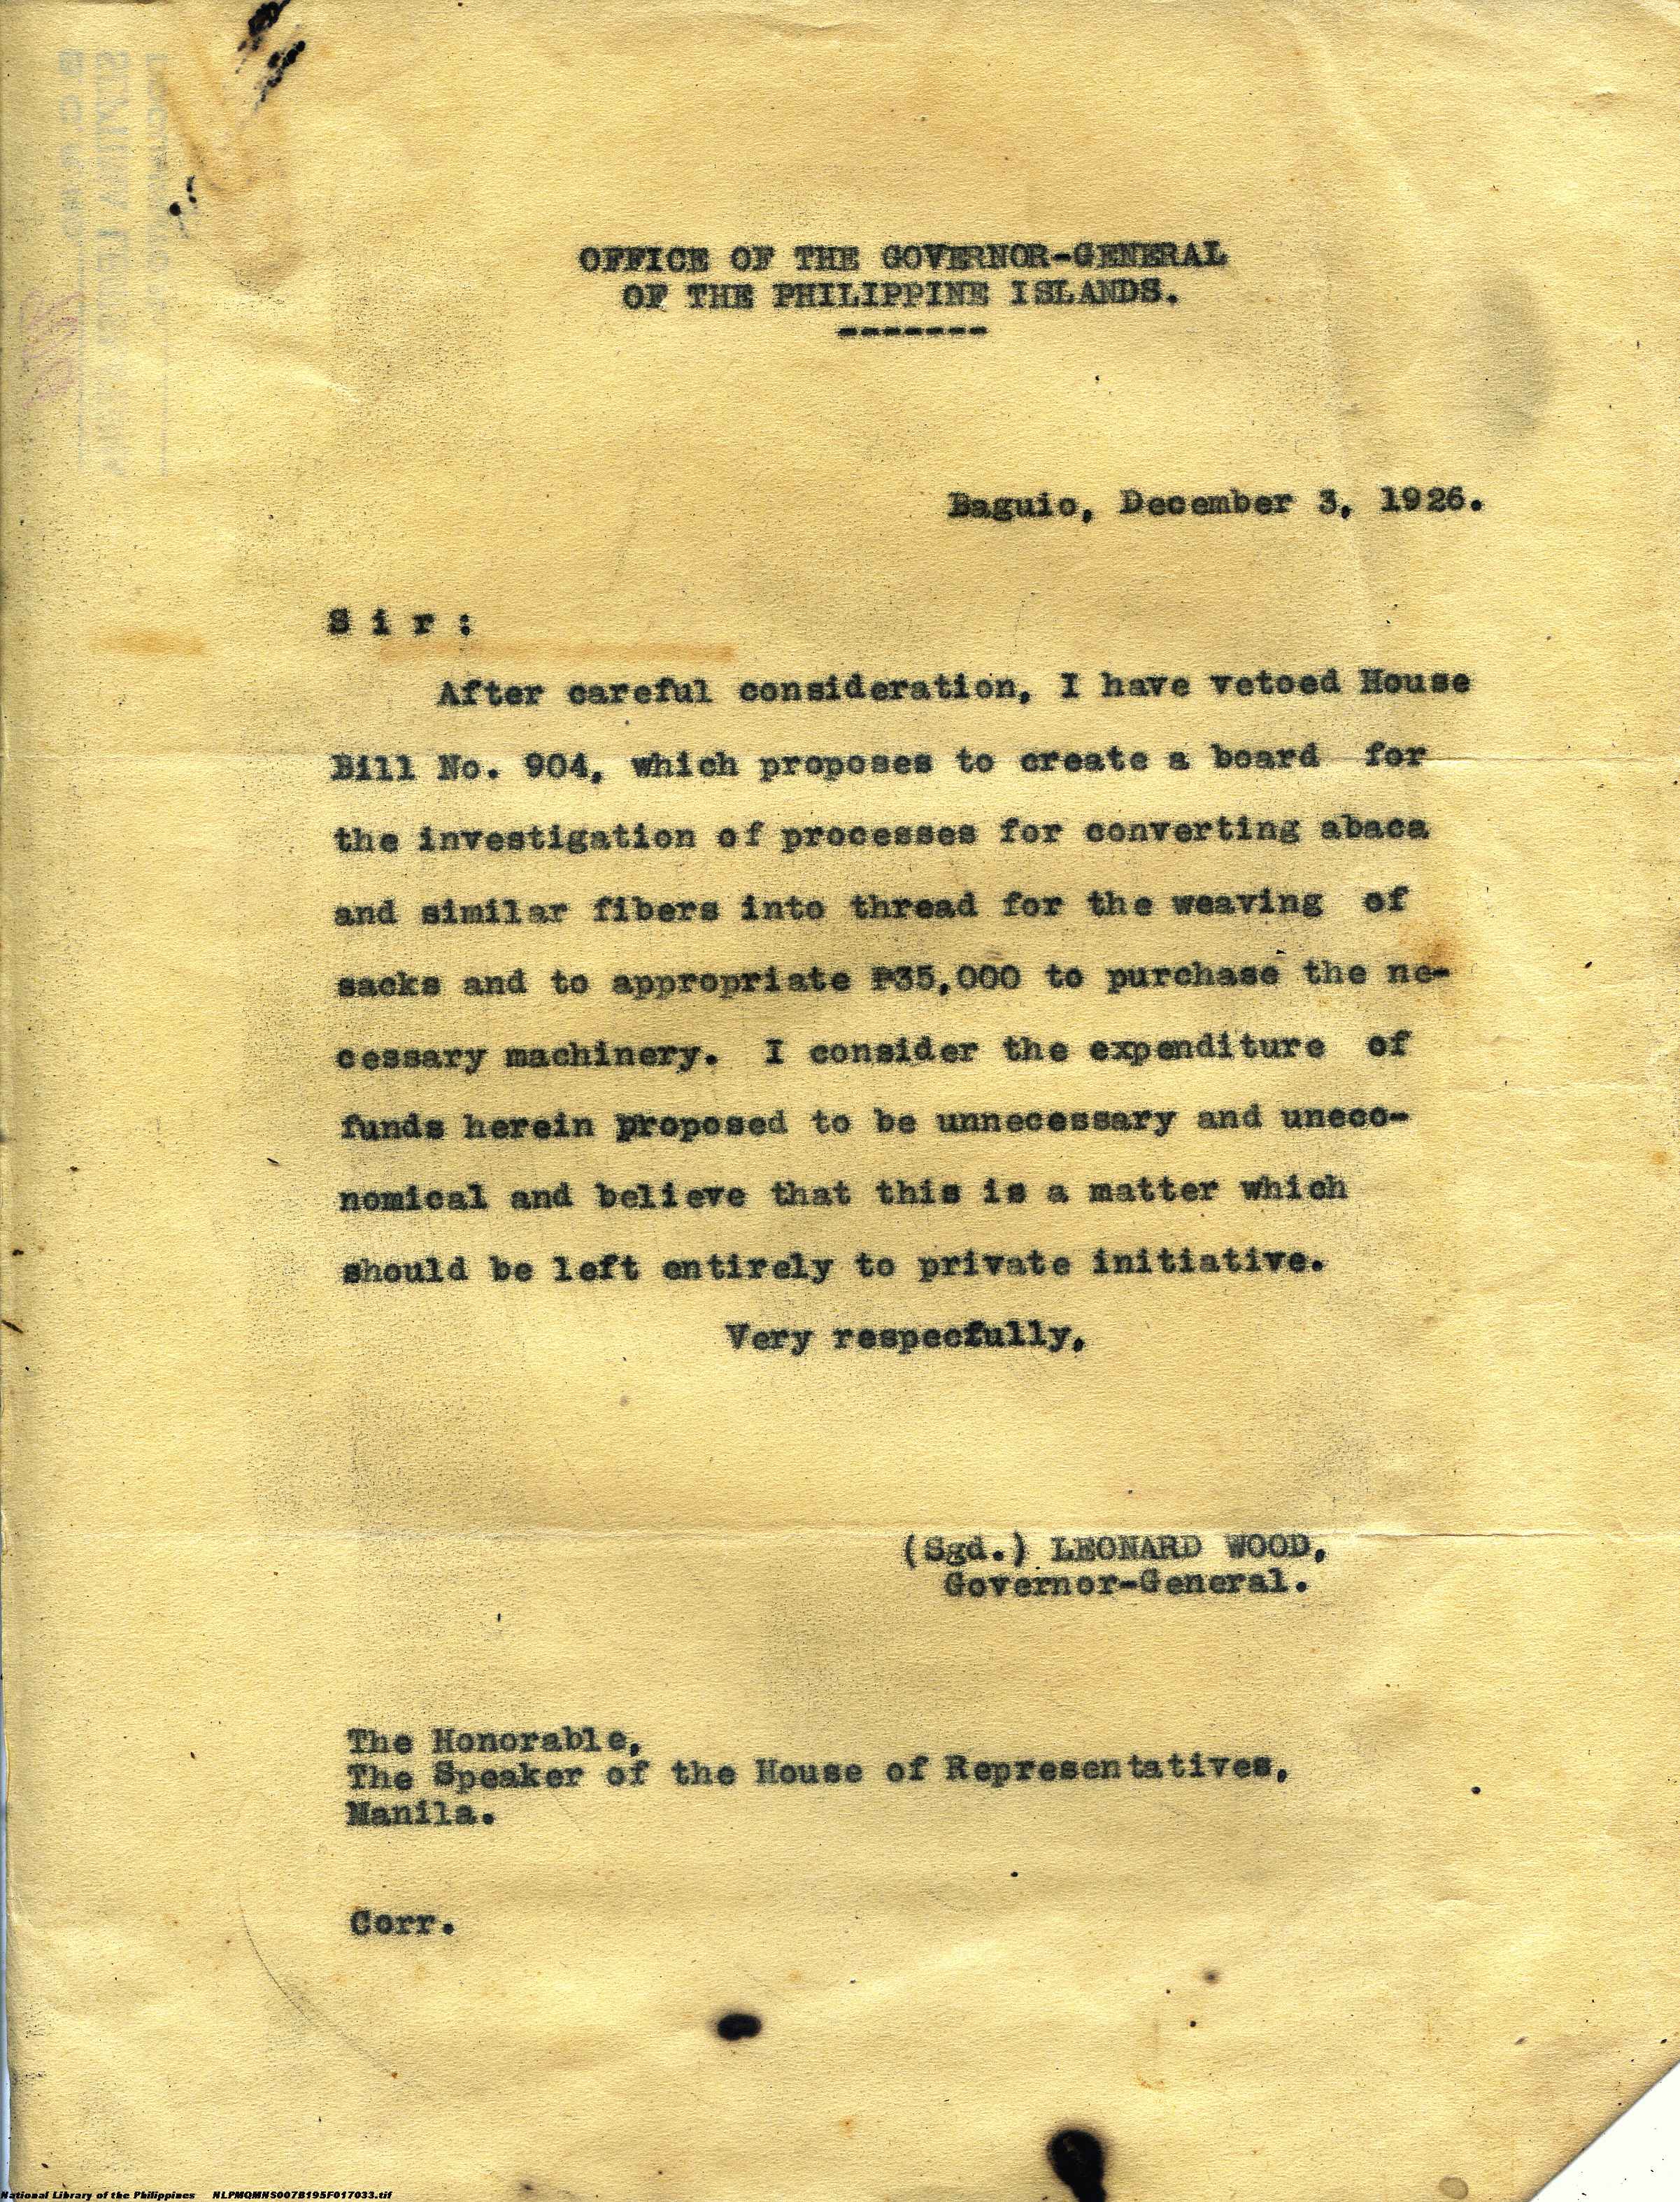 OFFICE OF THE GOVERNOR-GENERAL
OF THE PHILIPPINE ISLANDS.
-------
Baguio, December 3, 1926.
S i r :
After careful consideration, I have vetoed House
Bill No. 904, which proposes to create a board for
the investigation of processes for converting abaca
and similar fibers into thread for the weaving of
sacks and to appropriate ₱35,000 to purchase the ne-
cessary machinery. I consider the expenditure of
funds herein proposed to be unnecessary and uneco-
nomical and believe that this is a matter which
should be left entirely to private initiative.
Very respecfully,
(Sgd.) LEONARD WOOD,
Governor-General.
The Honorable,
The Speaker of the House of Representatives,
Manila.
Corr.
National Library of the Philippines NLPMQMNS007B195F017033.tif